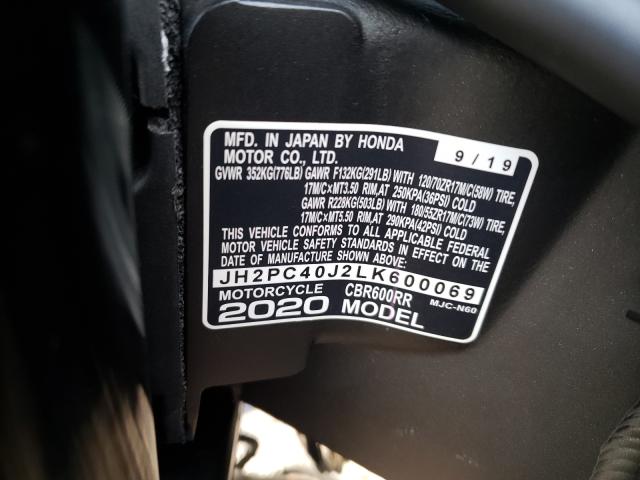 MFD. IN JAPAN BY HONDA
MOTOR CO., LTD.
9/19
GVWR 352KG(776LB) GAWR F132KG(291LB) WITH 120/70ZR17M/C(58W) TIRE,
17M/C×MT3.50 RIM,AT 250KPA(36PSI) COLD
GAWR R228KG(503LB) WITH 180/55ZR17M/C(73W) TIRE,
17M/C×MT5.50 RIM,AT 290KPA(42PSI) COLD
THIS VEHICLE CONFORMS TO ALL APPLICABLE FEDERAL
MOTOR VEHICLE SAFETY STANDARDS IN EFFECT ON THE
DATE OF MANUFACTURE SHOWN ABOVE:
JH2PC40J2LK600069
MOTORCYCLE CBR600RR MJC-N60
2020 MODEL